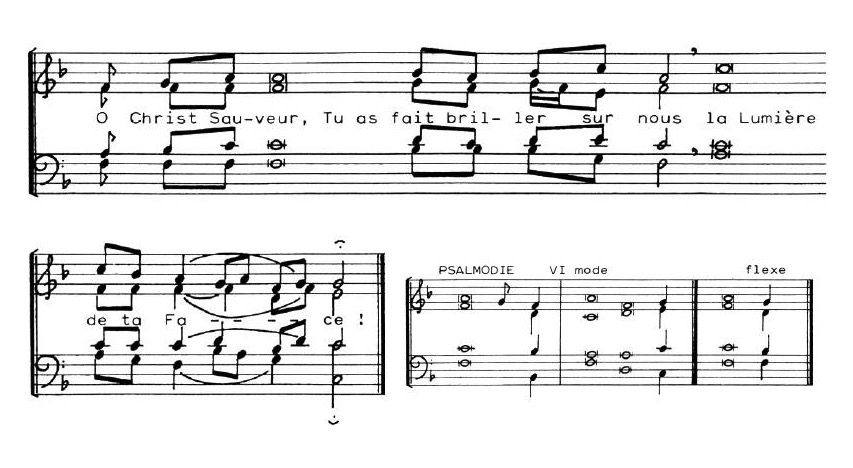 O Christ Sau-veur, Tu as fait bril- ler sur nous la Lumière
de ta Fa - - - - - ce !
PSALMODIE VI mode flexe